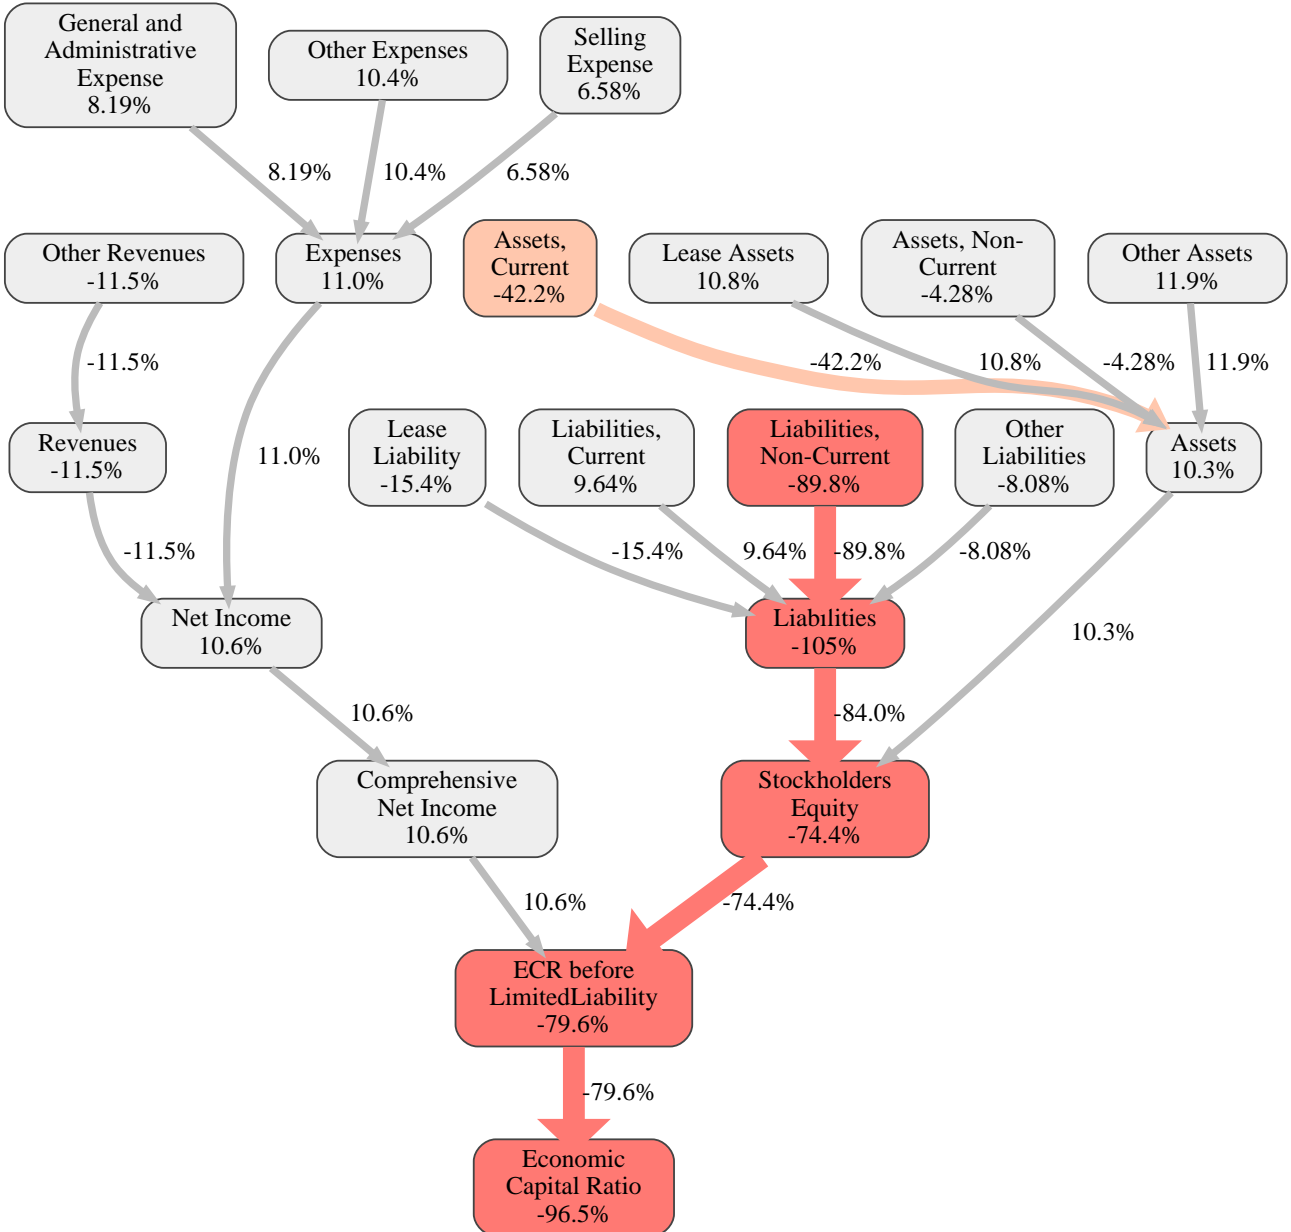 General and
Administrative
Expense
8.19%
Other Expenses
10.4%
Selling
Expense
6.58%
8.19%
10.4%
6.58%
Other Revenues
-11.5%
Expenses
11.0%
Assets,
Current
-42.2%
Lease Assets
10.8%
Assets, Non-
Current
-4.28%
Other Assets
11.9%
-11.5%
-42.2%
10.8%
-4.28%
11.9%
Revenues
-11.5%
11.0%
Lease
Liability
-15.4%
Liabilities,
Current
9.64%
Liabilities,
Non-Current
-89.8%
Other
Liabilities
-8.08%
Assets
10.3%
-11.5%
-15.4%
9.64%
-89.8%
-8.08%
Net Income
10.6%
Liabilities
-105%
10.3%
10.6%
-84.0%
Comprehensive
Net Income
10.6%
Stockholders
Equity
-74.4%
10.6%
-74.4%
ECR before
LimitedLiability
-79.6%
-79.6%
Economic
Capital Ratio
-96.5%